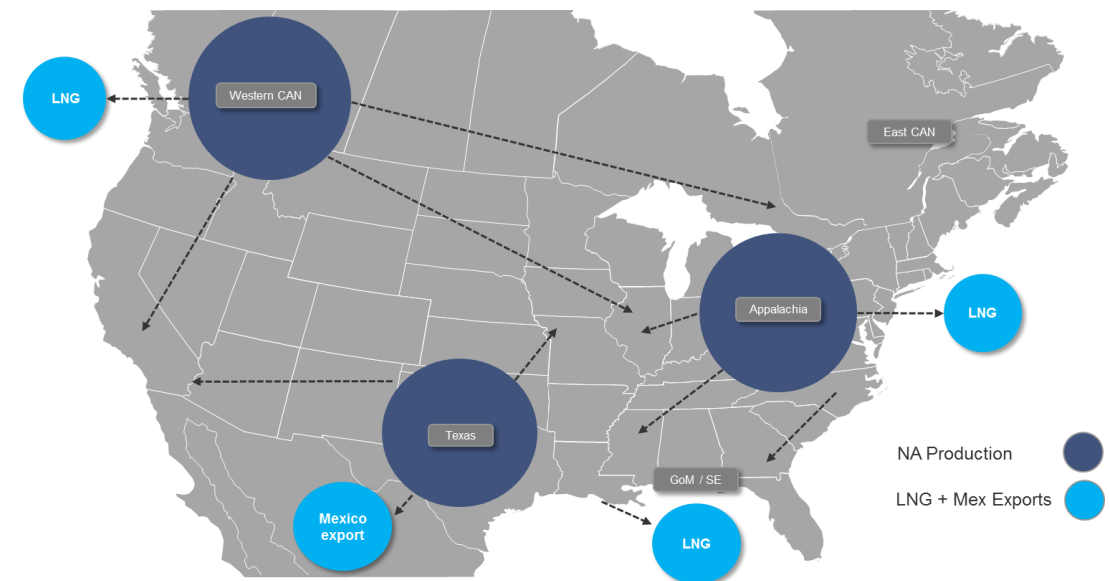 Western CAN
LNG
East CAN
Appalachia
LNG
Texas
GoM / SE
Mexico
export
LNG
NA Production
LNG + Mex Exports